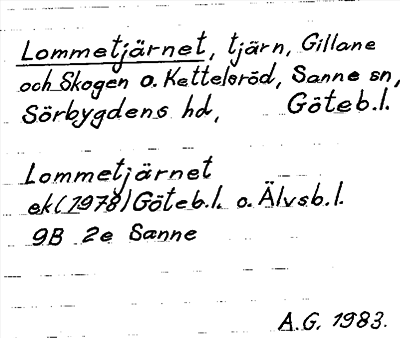 Lommetjärnet, tjärn, Gillane
och Skogen o. Kettelsröd, Sanne sn,
Sörbygdens hd, Göteb.l.
Lommetjärnet
ek (1978) Göteb.l. o. Älvsb.l.
9B 2e Sanne
A.G. 1983.